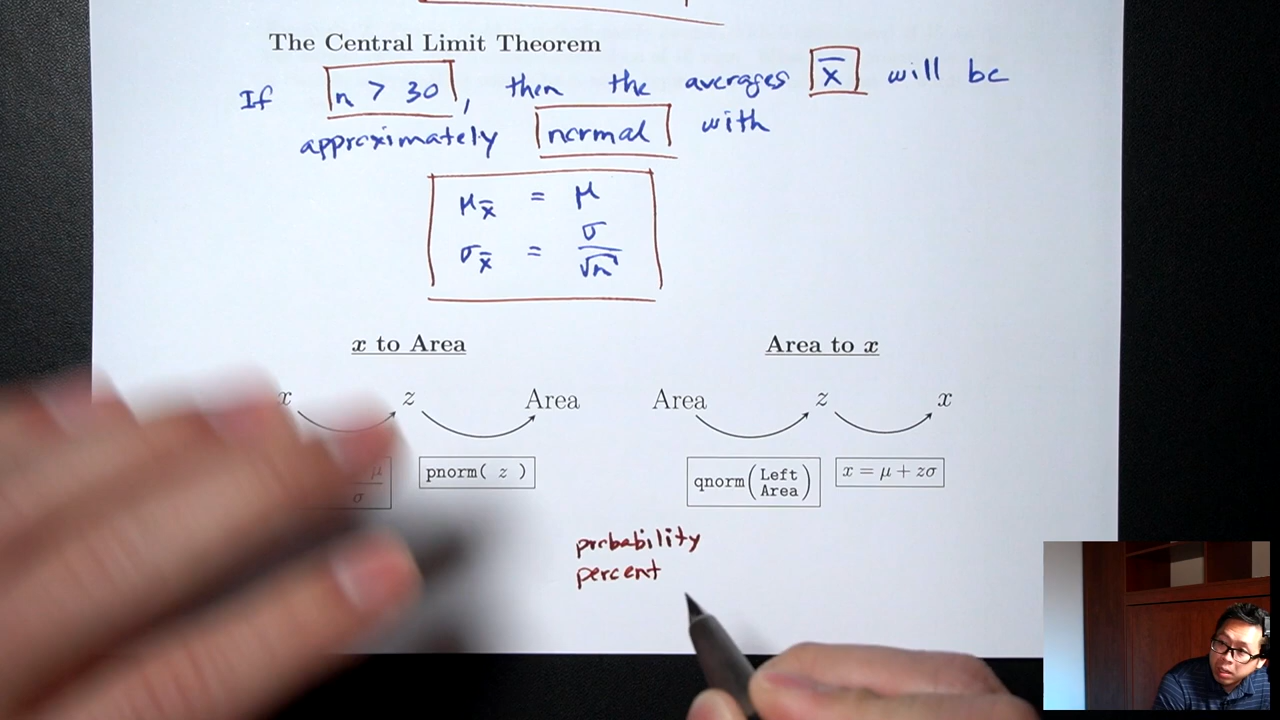 The Central Limit Theorem
If n > 30, then the averages x̄ will be
approximately normal with
μx̄ = μ
σx̄ = σ/√n
x to Area
x z Area
μ
σ
pnorm( z )
Area to x
Area z x
qnorm(Left Area)
x = μ + zσ
probability
percent